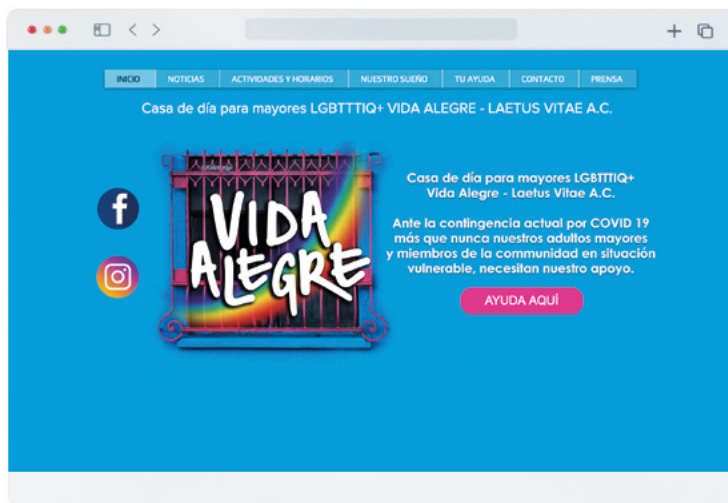 INICIO
NOTICIAS
ACTIVIDADES Y HORARIOS
NUESTRO SUEÑO
TU AYUDA
CONTACTO
PRENSA
Casa de día para mayores LGBTTTIQ+ VIDA ALEGRE - LAETUS VITAE A.C.
VIDA
ALEGRE
Casa de día para mayores LGBTTTIQ+
Vida Alegre - Laetus Vitae A.C.
Ante la contingencia actual por COVID 19
más que nunca nuestros adultos mayores
y miembros de la communidad en situación
vulnerable, necesitan nuestro apoyo.
AYUDA AQUÍ